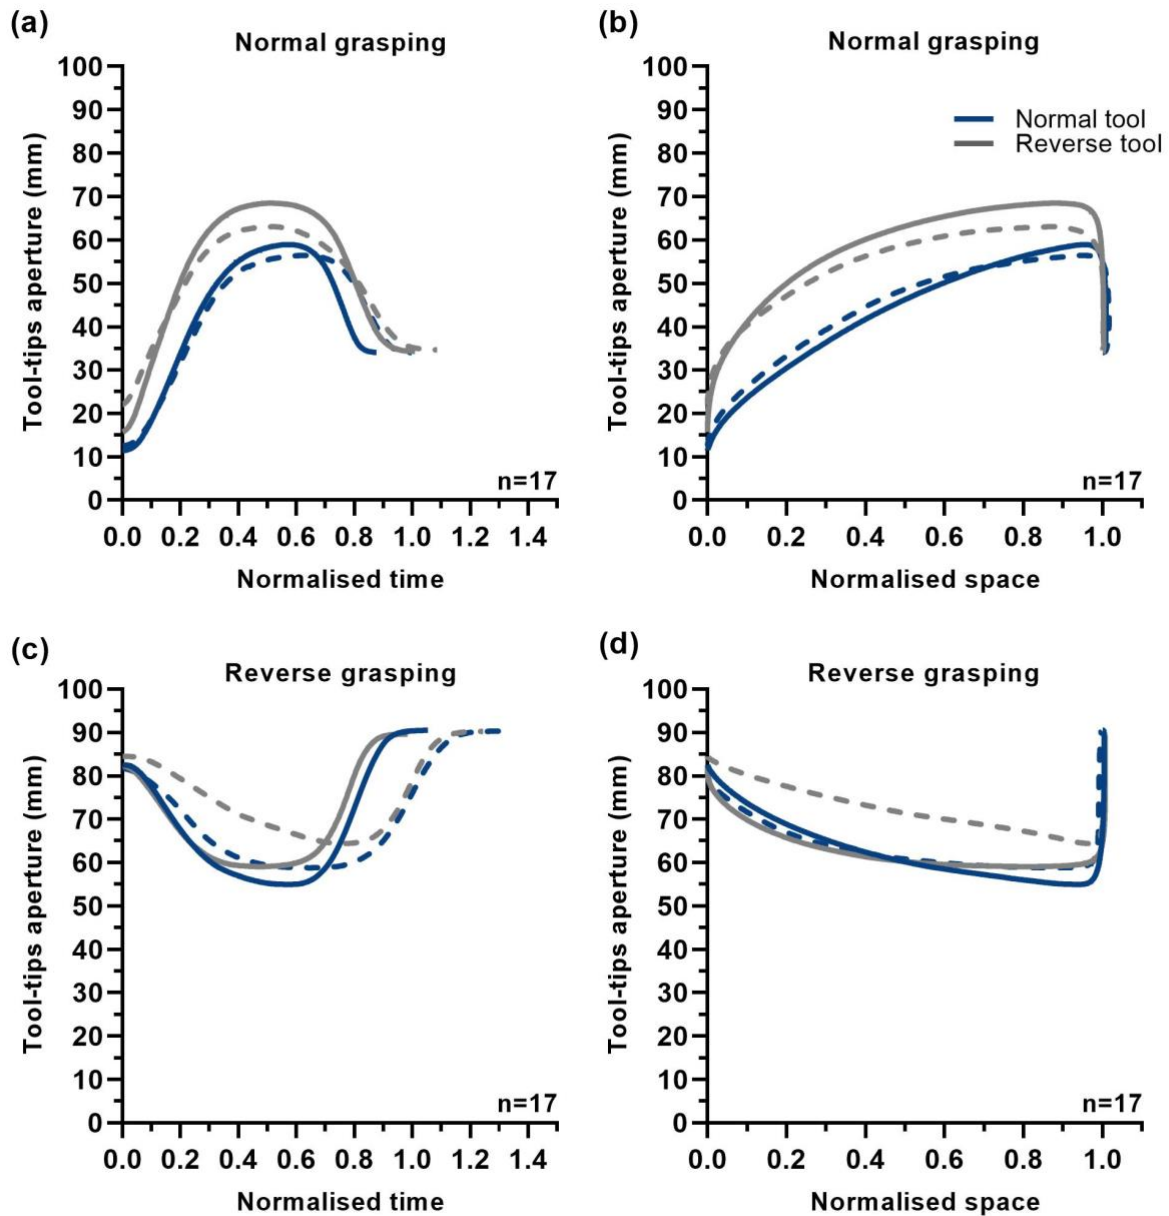 (a)
Normal grasping
Tool-tips aperture (mm)
100
90
80
70
60
50
40
30
20
10
0
n=17
0.0 0.2 0.4 0.6 0.8 1.0 1.2 1.4
Normalised time
(b)
Normal grasping
Normal tool
Reverse tool
Tool-tips aperture (mm)
100
90
80
70
60
50
40
30
20
10
0
n=17
0.0 0.2 0.4 0.6 0.8 1.0
Normalised space
(c)
Reverse grasping
Tool-tips aperture (mm)
100
90
80
70
60
50
40
30
20
10
0
n=17
0.0 0.2 0.4 0.6 0.8 1.0 1.2 1.4
Normalised time
(d)
Reverse grasping
Tool-tips aperture (mm)
100
90
80
70
60
50
40
30
20
10
0
n=17
0.0 0.2 0.4 0.6 0.8 1.0
Normalised space